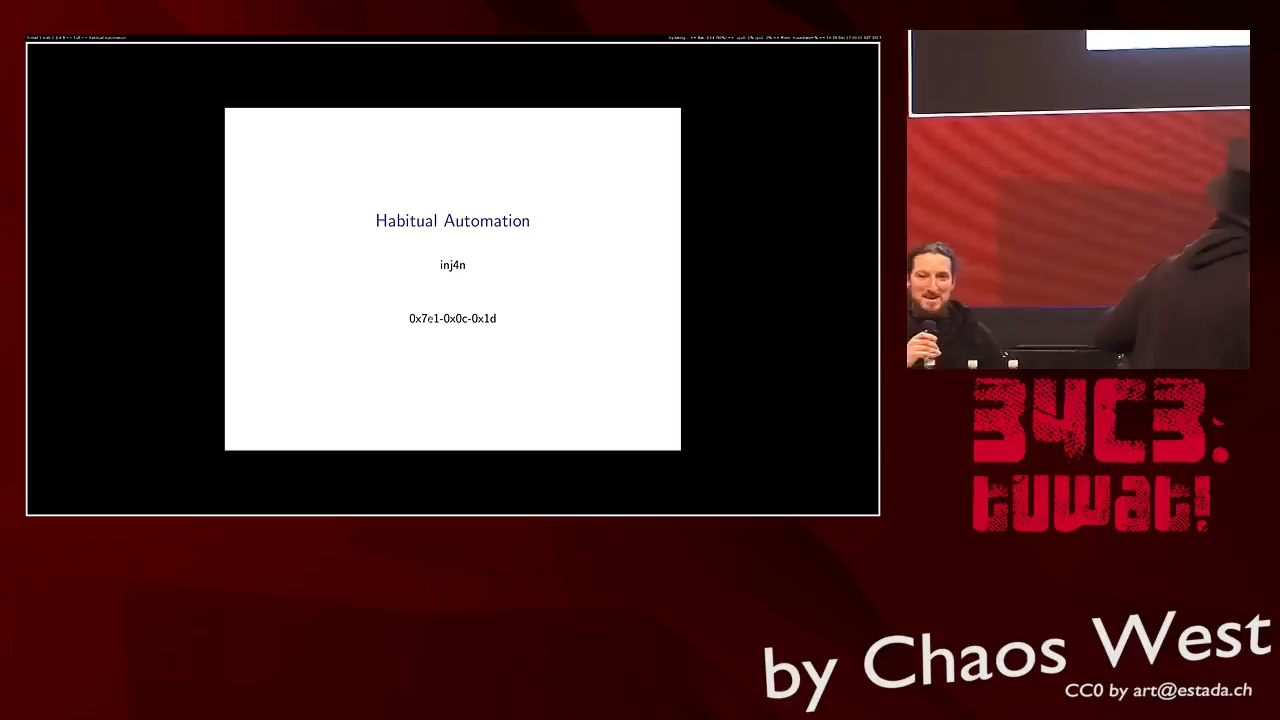 Habitual Automation
inj4n
0x7e1-0x0c-0x1d
34C3.
tuwat!
by Chaos West
CC0 by art@estada.ch